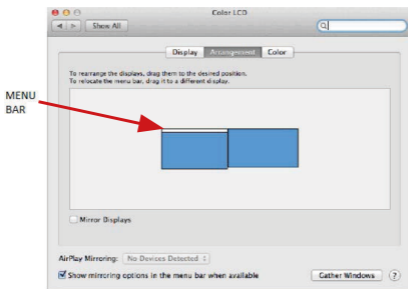 Color LCD
Show All
Display Arrangement Color
To rearrange the displays, drag them to the desired position.
To relocate the menu bar, drag it to a different display.
MENU
BAR
Mirror Displays
AirPlay Mirroring: No Devices Detected
Show mirroring options in the menu bar when available
Gather Windows ?